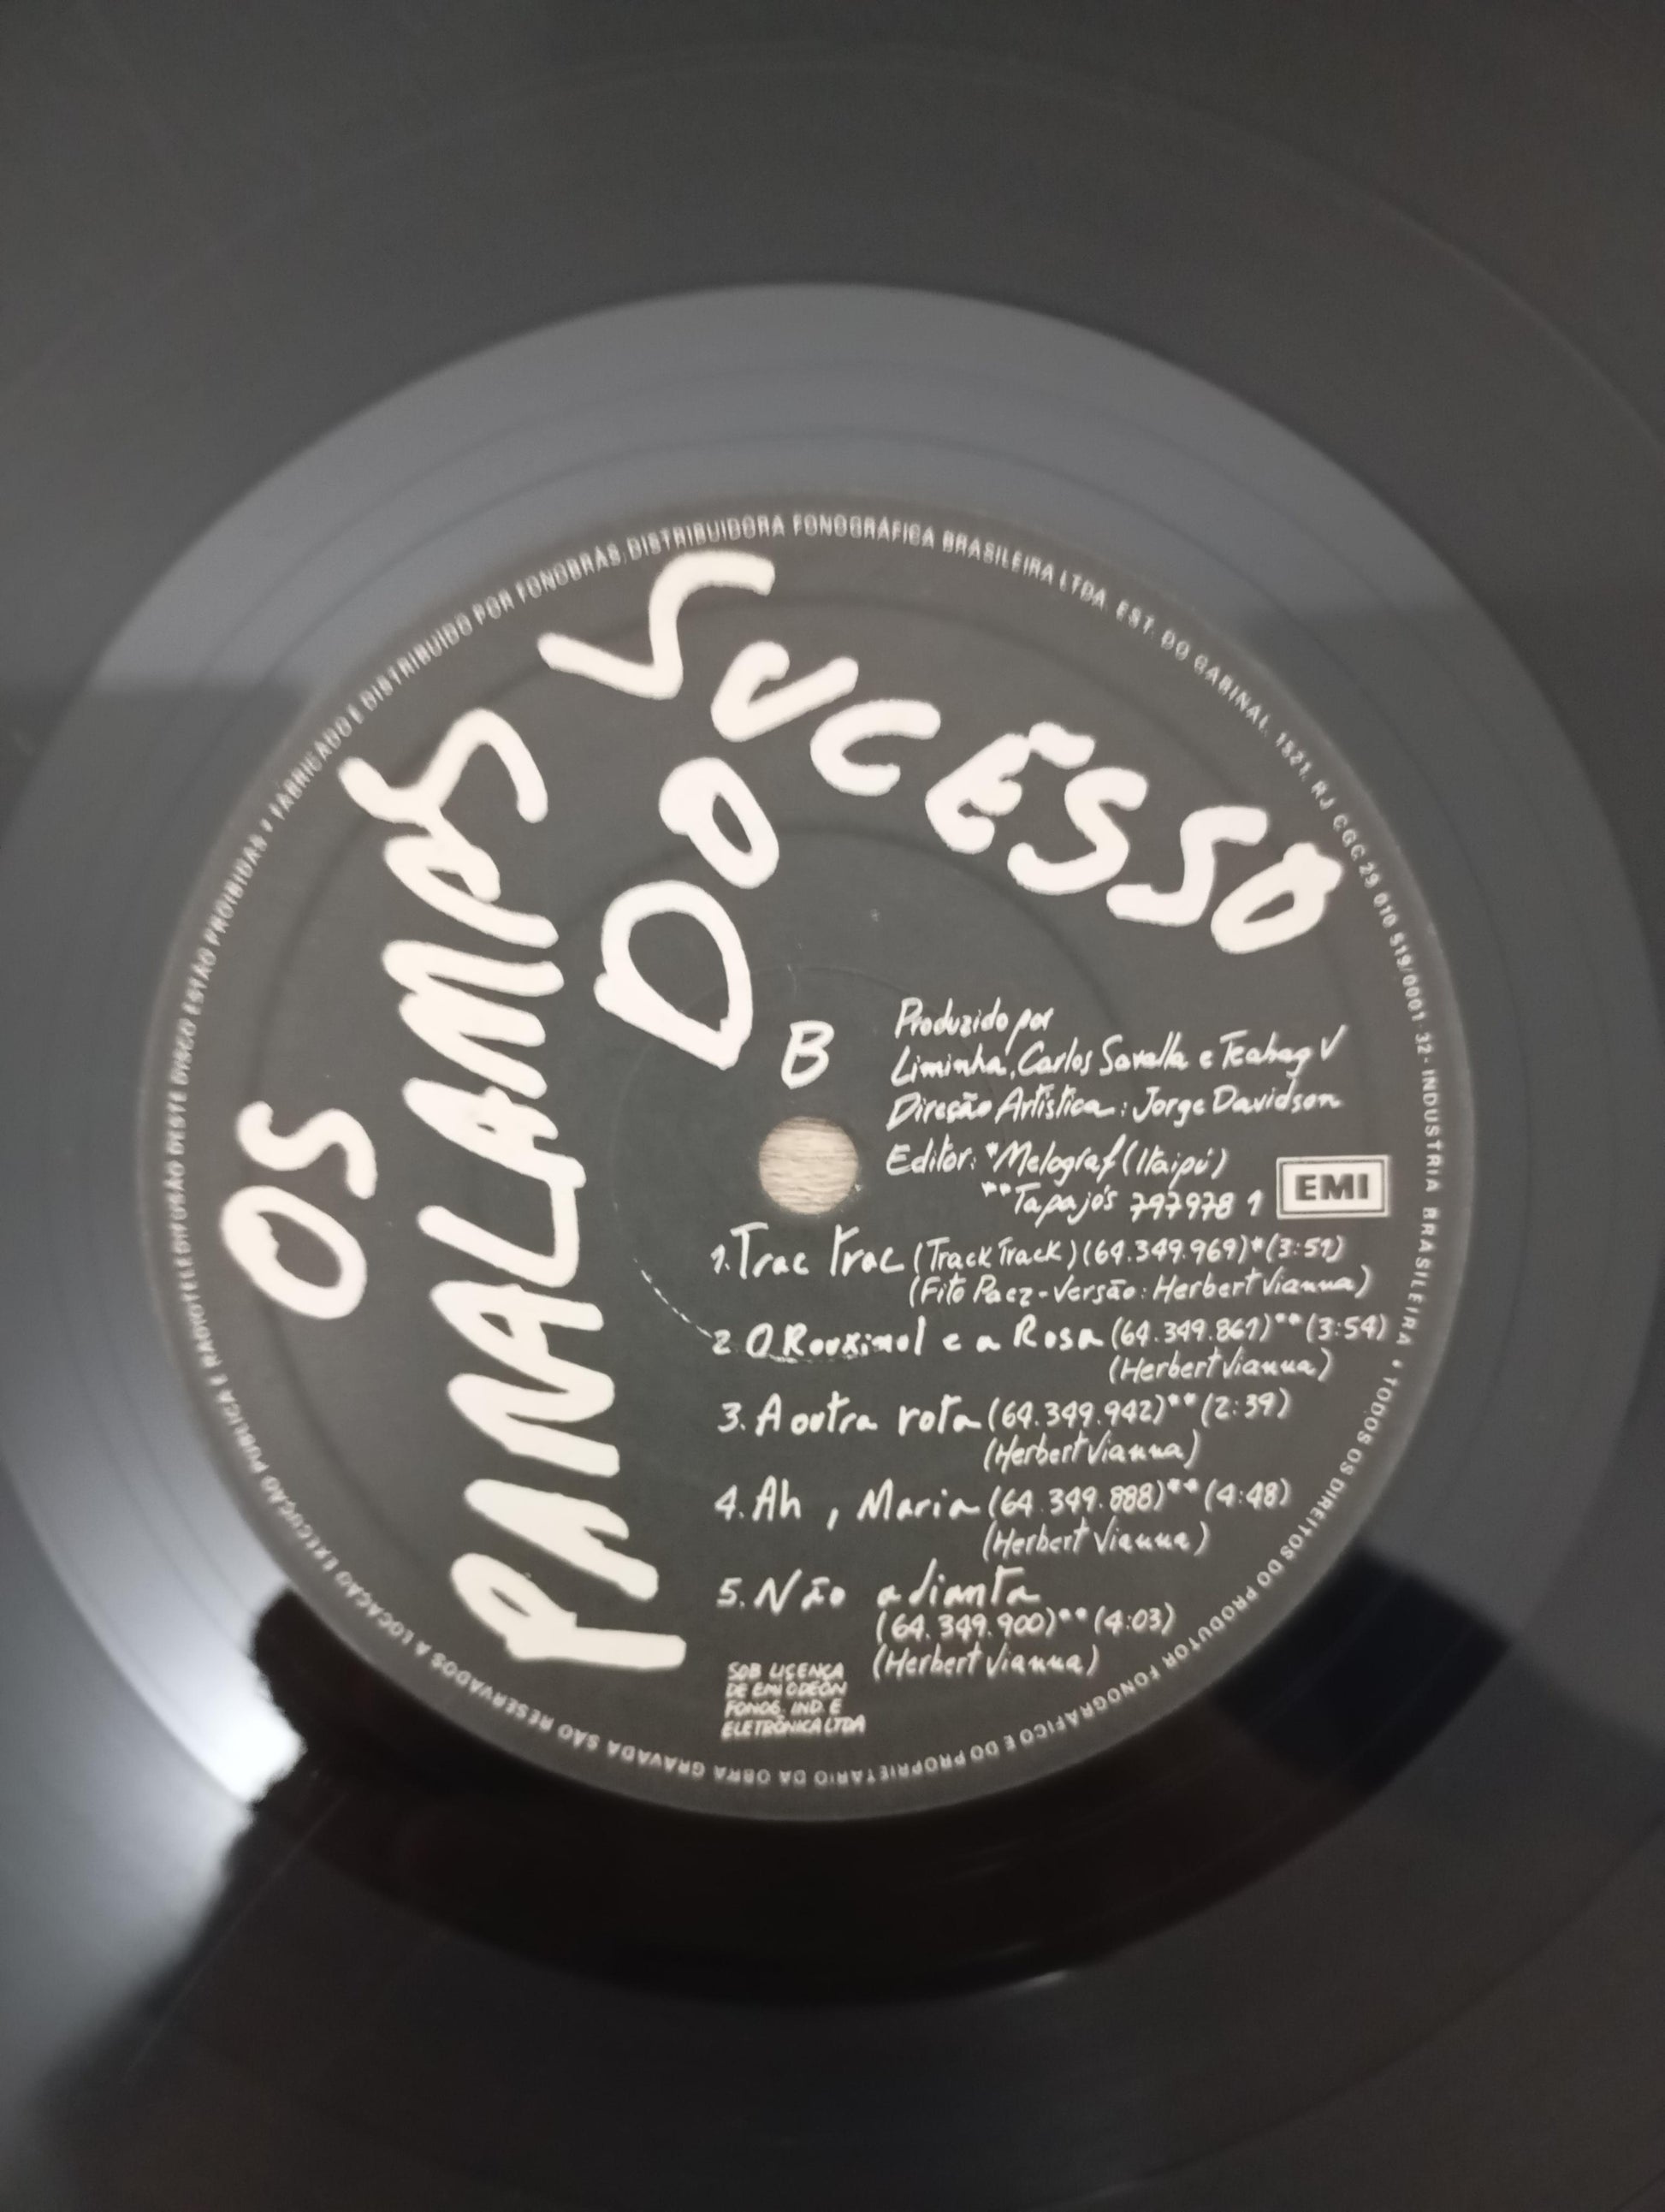 OS
PARALAMAS
DO
SUCESSO
B
Produzido por
Liminha, Carlos Savalla e Teabag V
Direção Artística: Jorge Davidson
Editor: *Melograf (Itaipú)
**Tapajós 797978 1
EMI
1. Trac Trac (Track Track) (64.349.969)* (3:51)
(Fito Paez - Versão: Herbert Vianna)
2 O Rouxinol e a Rosa (64.349.861)** (3:54)
(Herbert Vianna)
3. A outra rota (64.349.942)** (2:39)
(Herbert Vianna)
4. Ah, Maria (64.349.888)** (4:48)
(Herbert Vianna)
5. Não adianta
(64.349.900)** (4:03)
(Herbert Vianna)
SOB LICENÇA
DE EMI ODEON
FONOG. IND. E
ELETRÔNICA LTDA
FABRICADO E DISTRIBUIDO POR FONOBRÁS, DISTRIBUIDORA FONOGRÁFICA BRASILEIRA LTDA. EST. DO GABINAL, 1521, RJ CGC 29 010 519/0001-32 - INDUSTRIA BRASILEIRA • TODOS OS DIREITOS DO PRODUTOR FONOGRÁFICO E DO PROPRIETÁRIO DA OBRA GRAVADA SÃO RESERVADOS A LOCAÇÃO EXECUÇÃO PUBLICA E RADIOTELEDIFUSÃO DESTE DISCO ESTÃO PROIBIDAS •